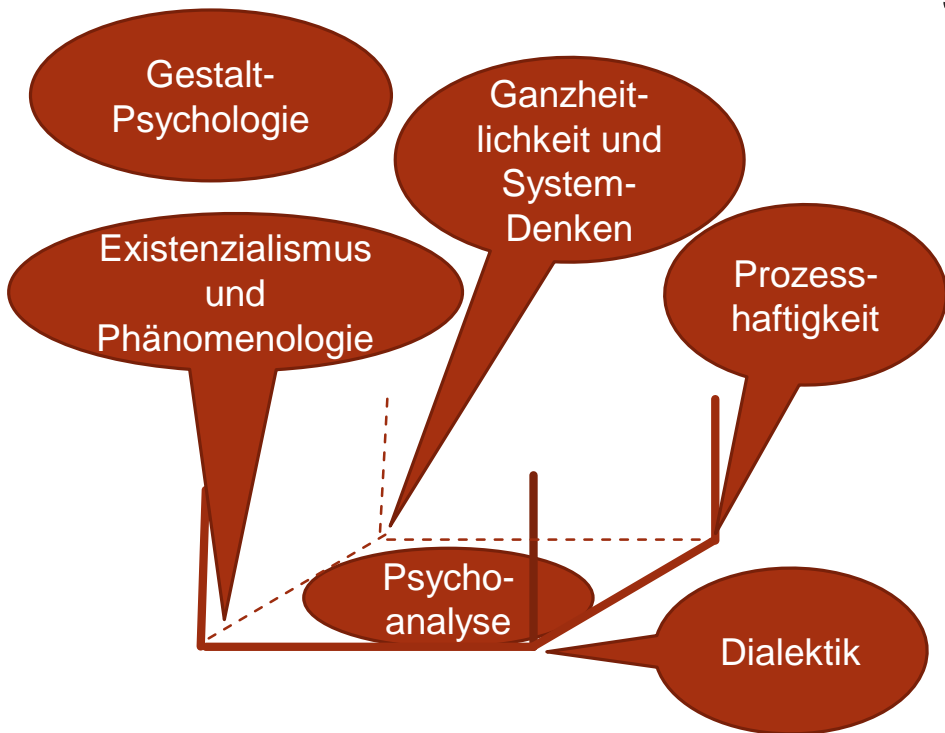 Gestalt-
Psychologie
Ganzheit-
lichkeit und
System-
Denken
Existenzialismus
und
Phänomenologie
Prozess-
haftigkeit
Psycho-
analyse
Dialektik